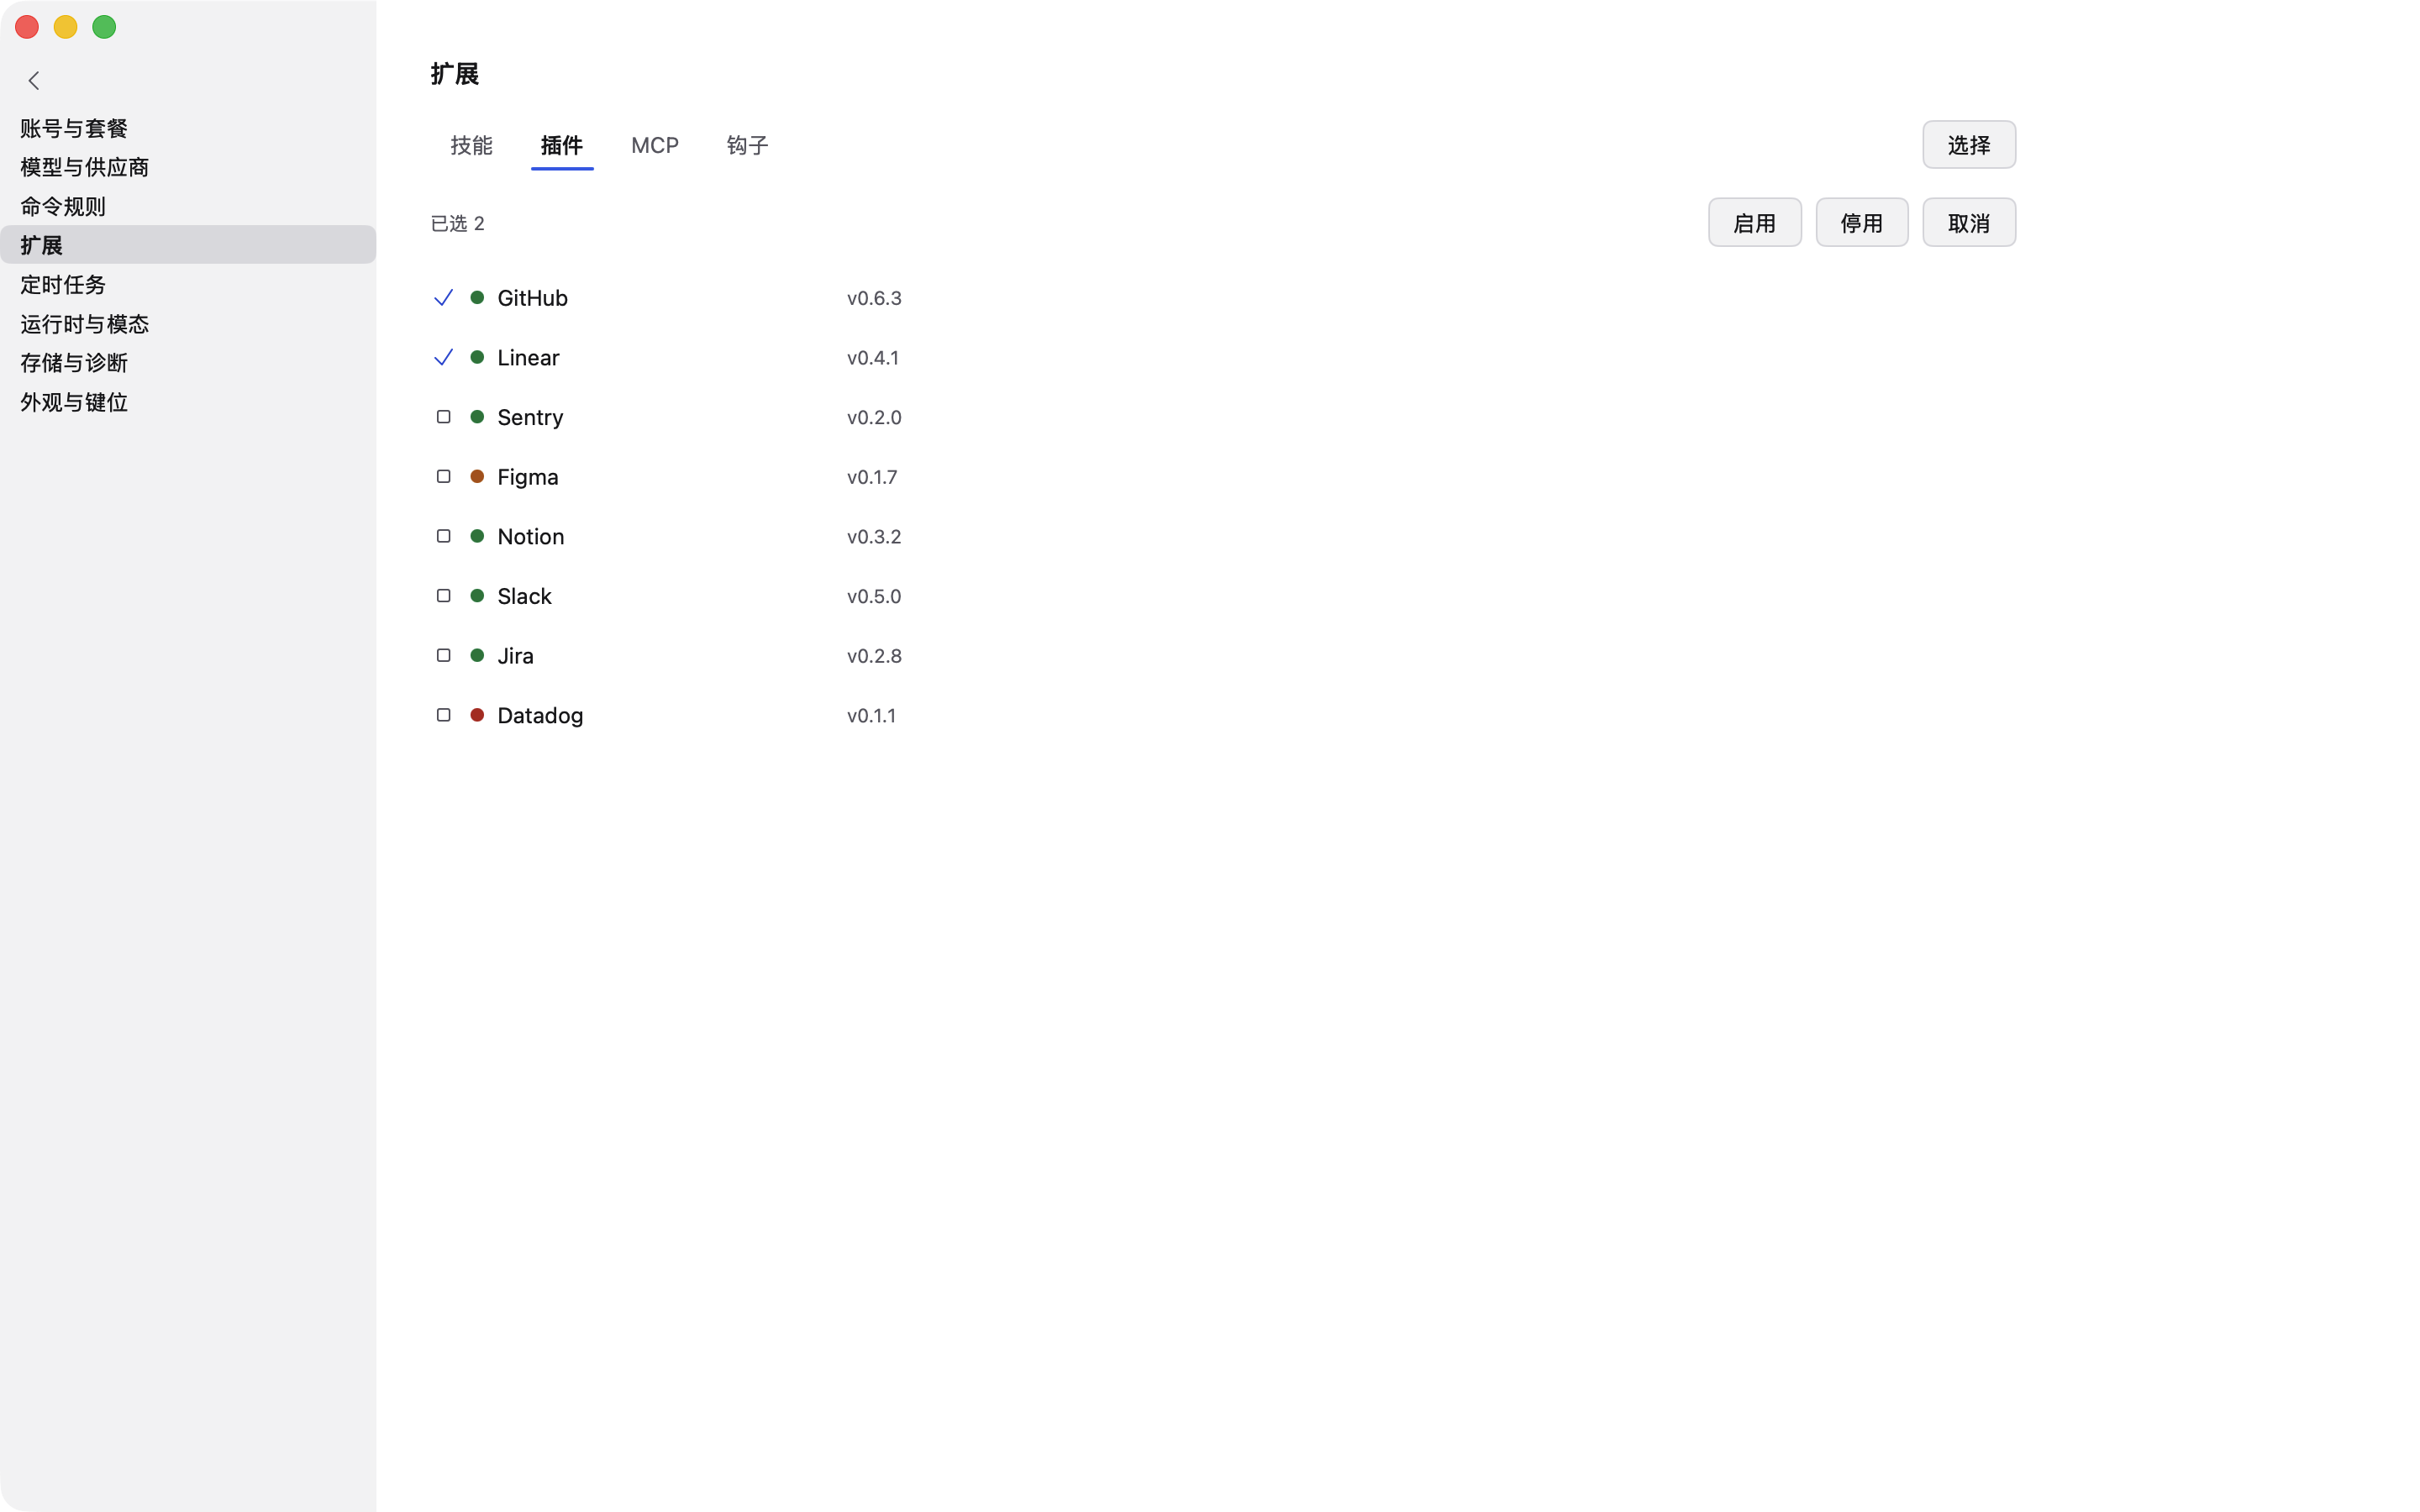 账号与套餐
模型与供应商
命令规则
扩展
定时任务
运行时与模态
存储与诊断
外观与键位
扩展
技能 插件 MCP 钩子 选择
已选 2 启用 停用 取消
GitHub v0.6.3
Linear v0.4.1
Sentry v0.2.0
Figma v0.1.7
Notion v0.3.2
Slack v0.5.0
Jira v0.2.8
Datadog v0.1.1